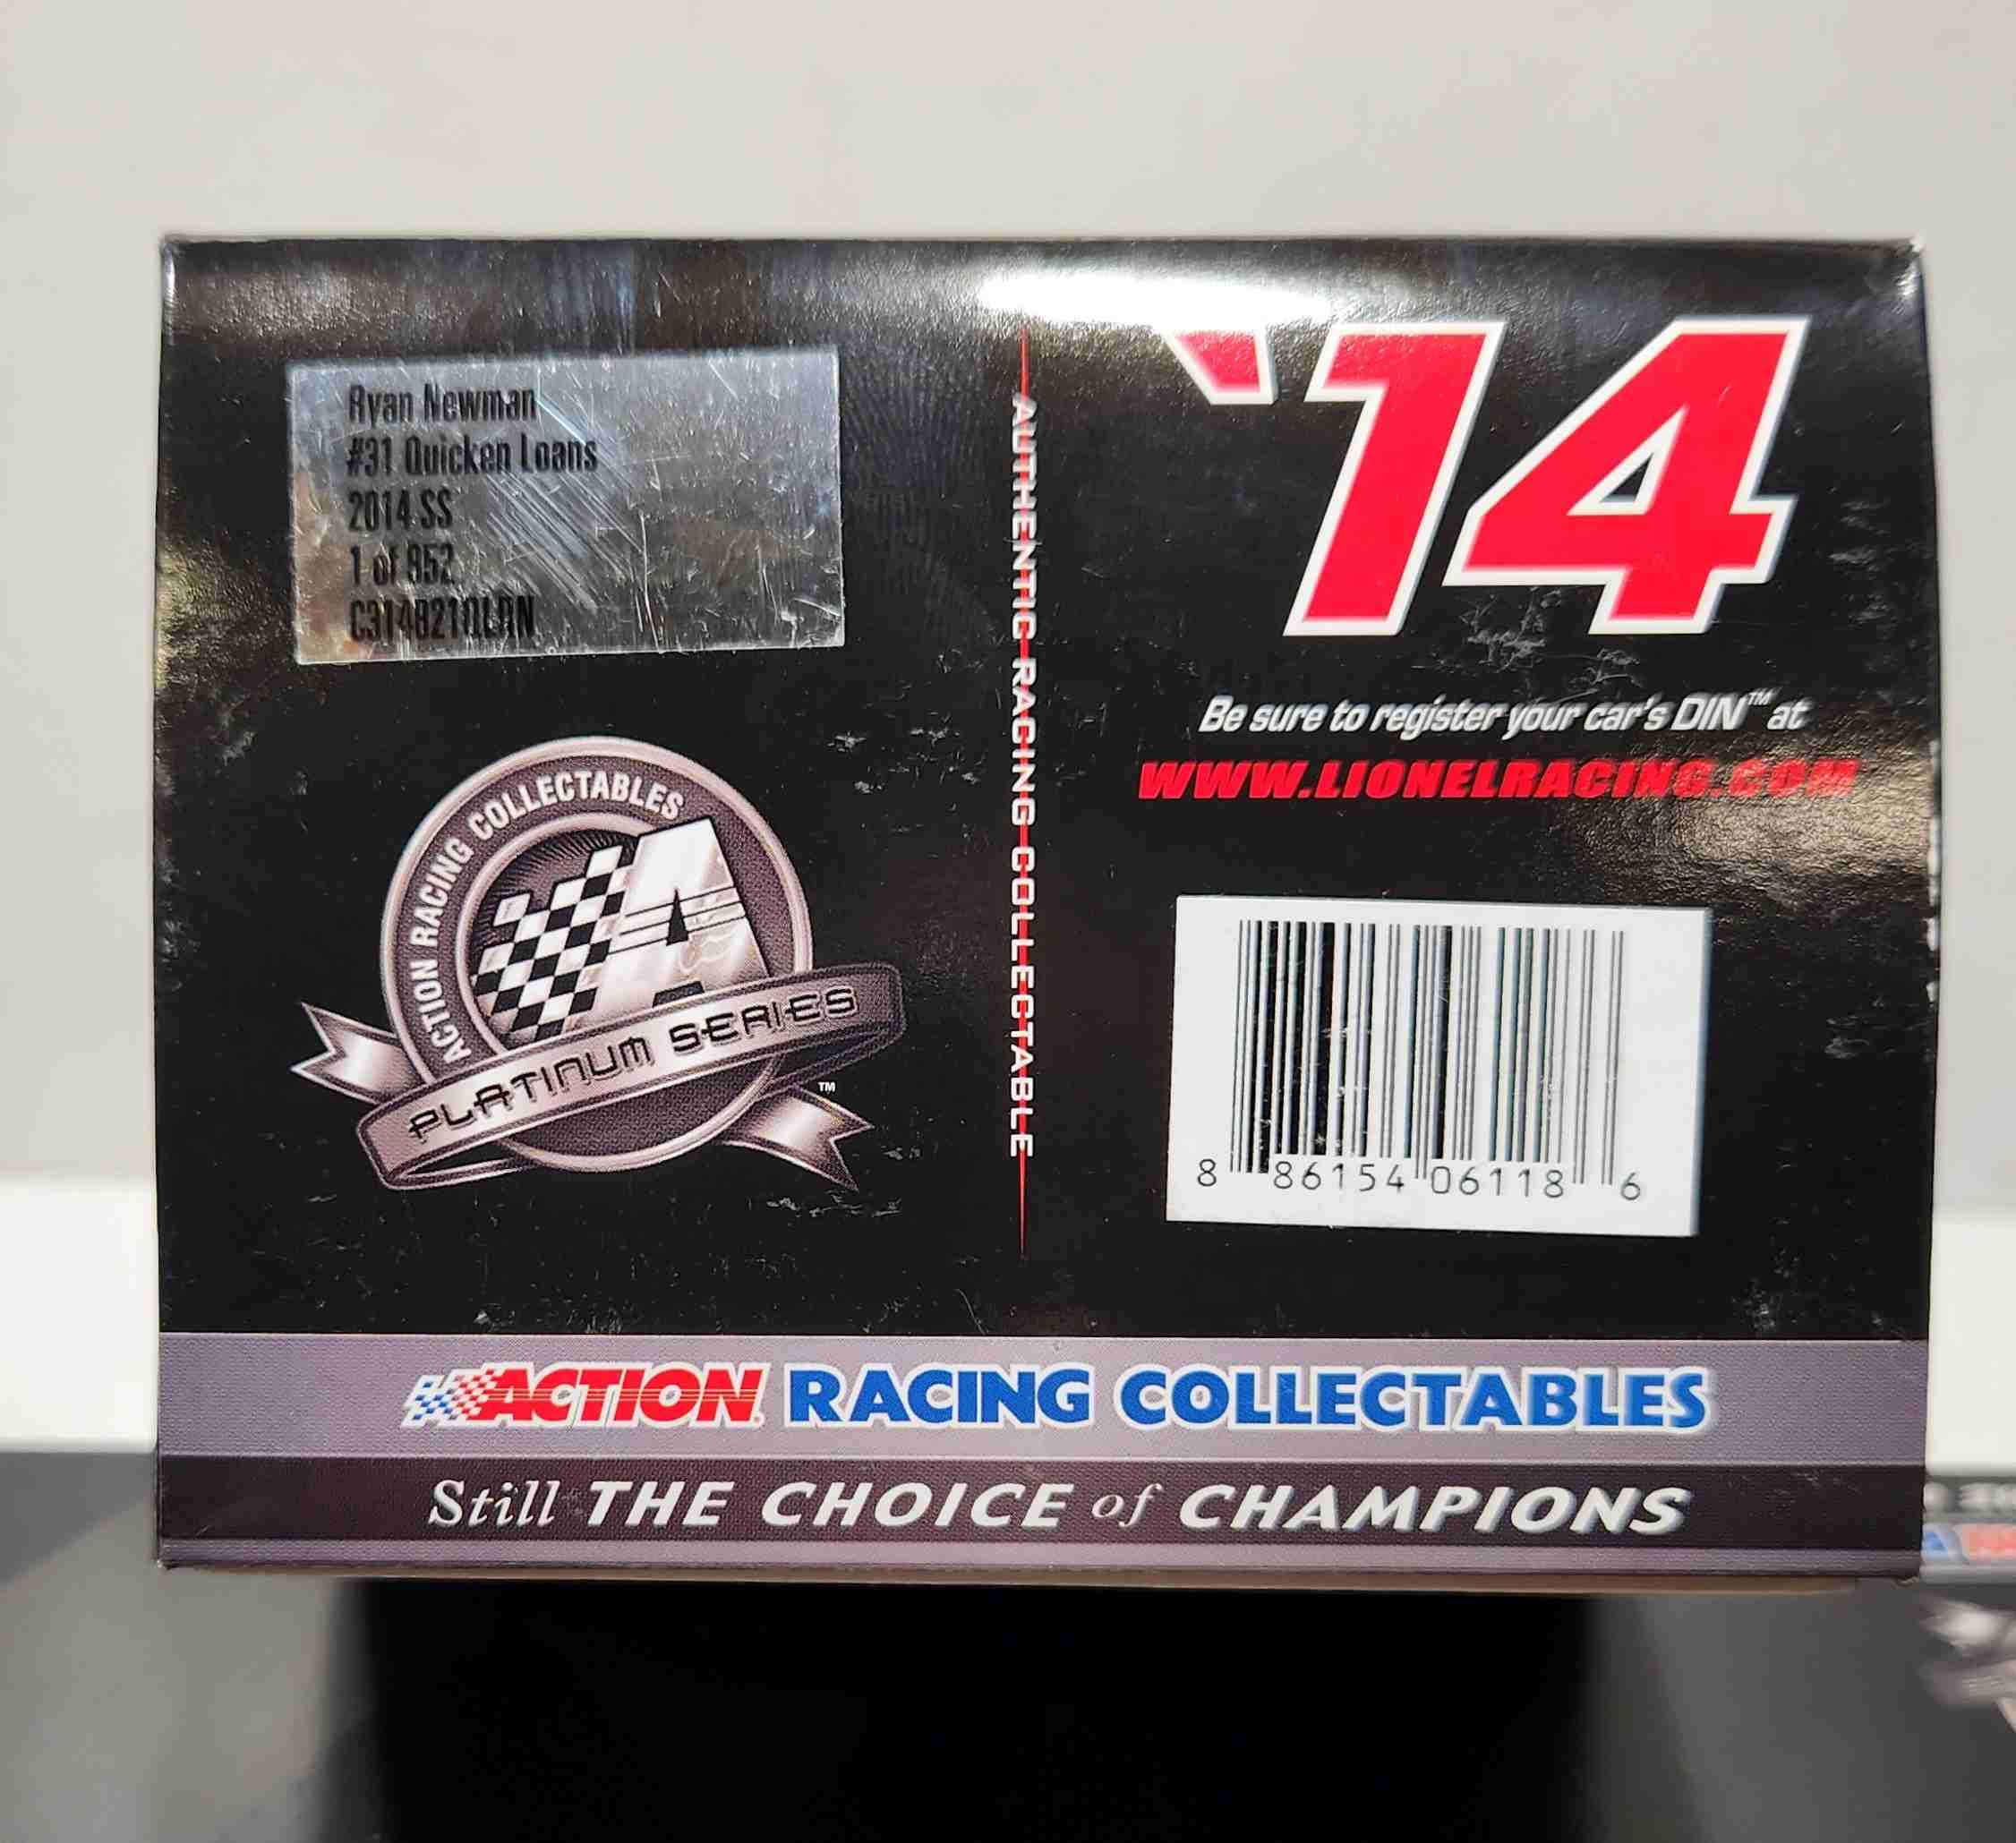 Ryan Newman
#31 Quicken Loans
2014 SS
1 of 952
ACTION RACING COLLECTABLES
A
PLATINUM SERIES
TM
AUTHENTIC RACING COLLECTABLE
'14
Be sure to register your car's DIN™ at
WWW.LIONELRACING.COM
8 86154 06118 6
ACTION RACING COLLECTABLES
Still THE CHOICE of CHAMPIONS